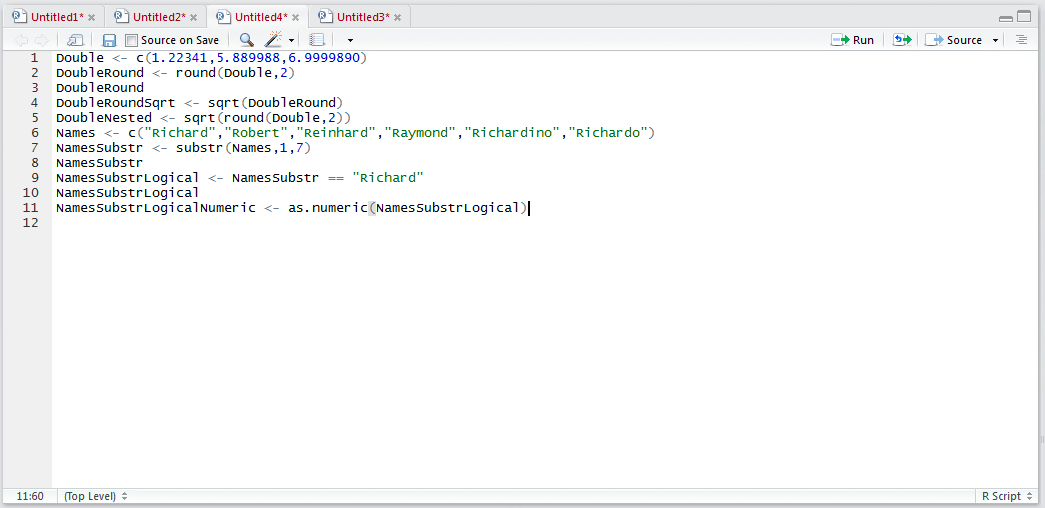 Untitled1* Untitled2* Untitled4* Untitled3*
Source on Save Run Source
1 Double <- c(1.22341,5.889988,6.9999890)
2 DoubleRound <- round(Double,2)
3 DoubleRound
4 DoubleRoundSqrt <- sqrt(DoubleRound)
5 DoubleNested <- sqrt(round(Double,2))
6 Names <- c("Richard","Robert","Reinhard","Raymond","Richardino","Richardo")
7 NamesSubstr <- substr(Names,1,7)
8 NamesSubstr
9 NamesSubstrLogical <- NamesSubstr == "Richard"
10 NamesSubstrLogical
11 NamesSubstrLogicalNumeric <- as.numeric(NamesSubstrLogical)
12
11:60 (Top Level) R Script